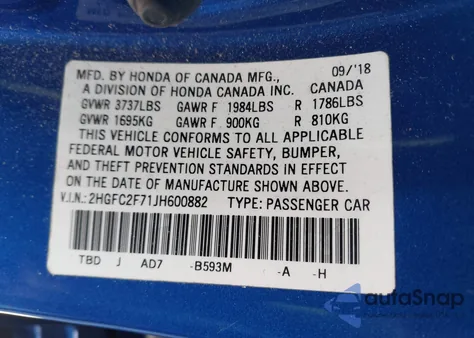 MFD. BY HONDA OF CANADA MFG., 09/'18
A DIVISION OF HONDA CANADA INC. CANADA
GVWR 3737LBS GAWR F 1984LBS R 1786LBS
GVWR 1695KG GAWR F 900KG R 810KG
THIS VEHICLE CONFORMS TO ALL APPLICABLE
FEDERAL MOTOR VEHICLE SAFETY, BUMPER,
AND THEFT PREVENTION STANDARDS IN EFFECT
ON THE DATE OF MANUFACTURE SHOWN ABOVE.
V.I.N.: 2HGFC2F71JH600882 TYPE: PASSENGER CAR
TBD J AD7 -B593M -A -H
autoSnap